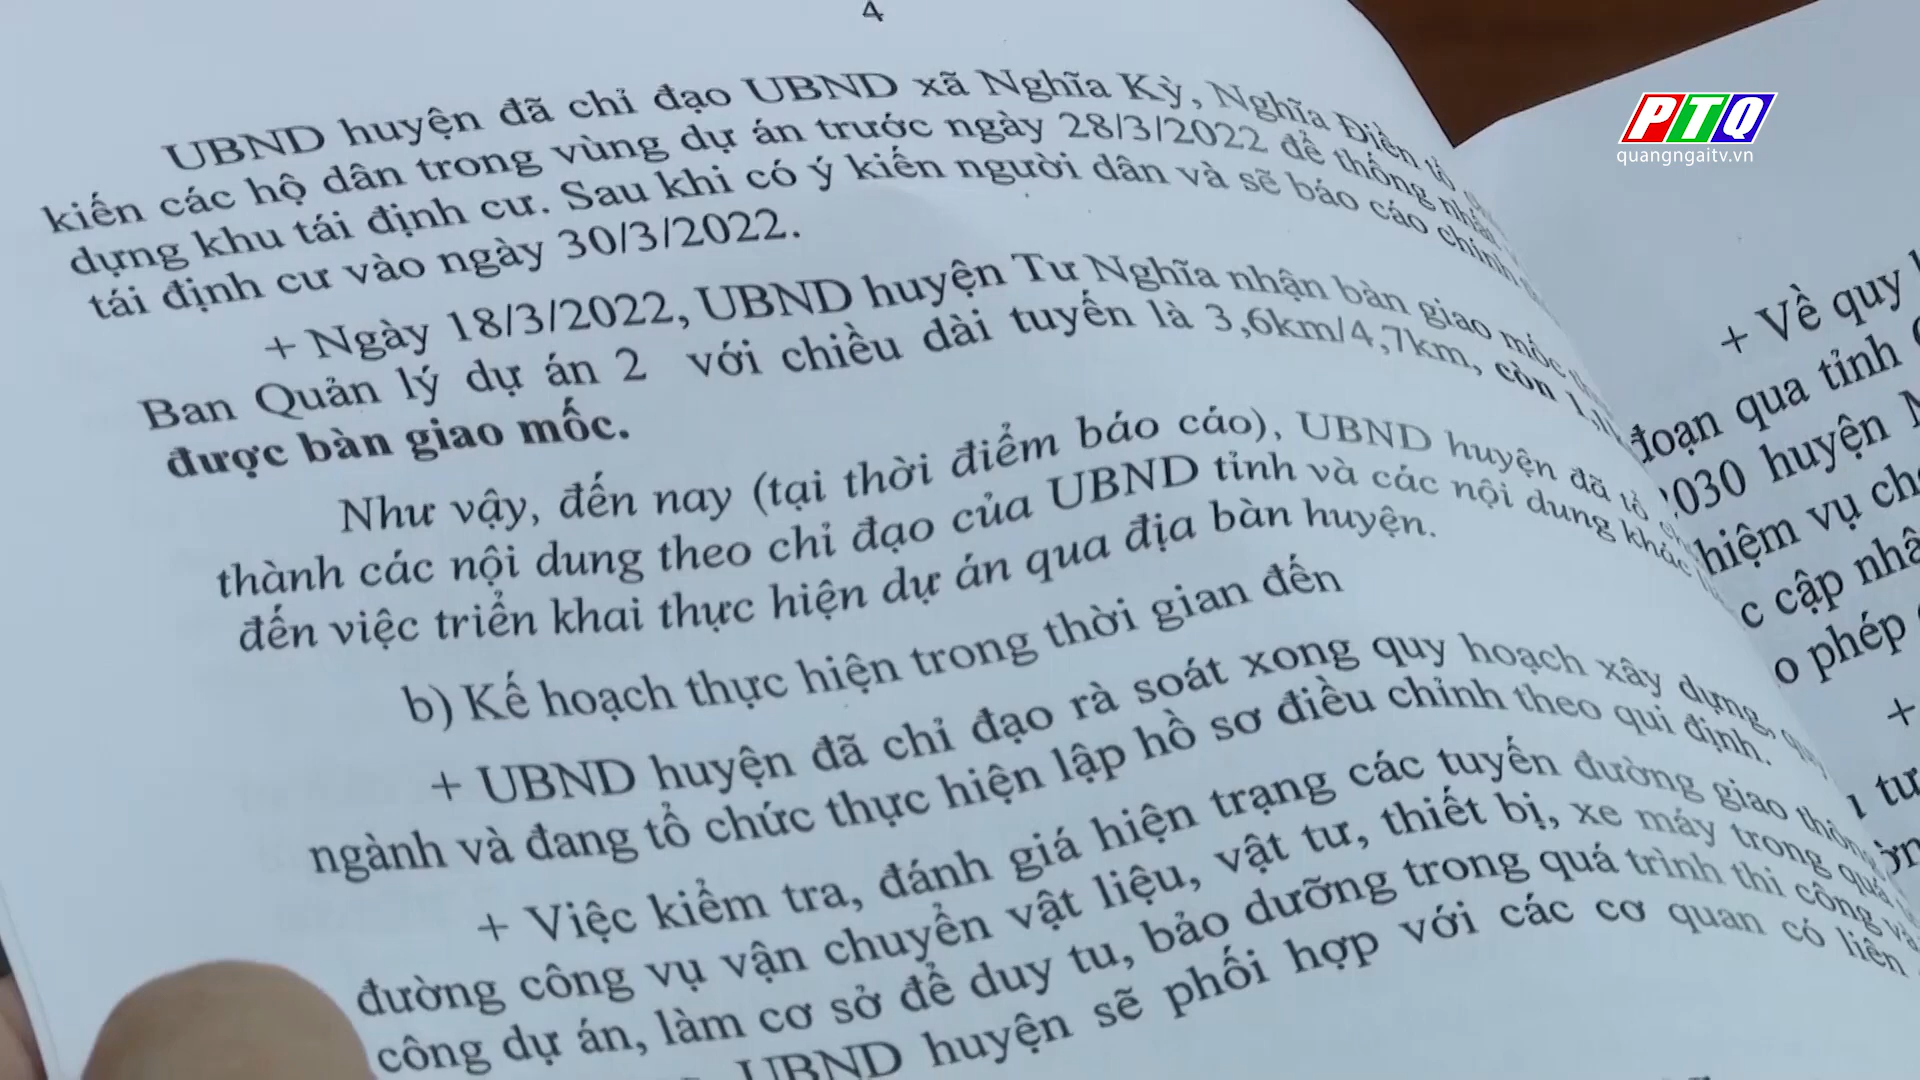 4
UBND huyện đã chỉ đạo UBND xã Nghĩa Kỳ, Nghĩa Điền tổ
kiến các hộ dân trong vùng dự án trước ngày 28/3/2022 để thống nhất
dựng khu tái định cư. Sau khi có ý kiến người dân và sẽ báo cáo chính
tái định cư vào ngày 30/3/2022.
+ Ngày 18/3/2022, UBND huyện Tư Nghĩa nhận bàn giao mốc
Ban Quản lý dự án 2 với chiều dài tuyến là 3,6km/4,7km, còn
được bàn giao mốc.
Như vậy, đến nay (tại thời điểm báo cáo), UBND huyện đã tổ
thành các nội dung theo chỉ đạo của UBND tỉnh và các nội dung khác
đến việc triển khai thực hiện dự án qua địa bàn huyện.
b) Kế hoạch thực hiện trong thời gian đến
+ UBND huyện đã chỉ đạo rà soát xong quy hoạch xây dựng,
ngành và đang tổ chức thực hiện lập hồ sơ điều chỉnh theo qui định.
+ Việc kiểm tra, đánh giá hiện trạng các tuyến đường giao thông
đường công vụ vận chuyển vật liệu, vật tư, thiết bị, xe máy trong quá
công dự án, làm cơ sở để duy tu, bảo dưỡng trong quá trình thi công và
UBND huyện sẽ phối hợp với các cơ quan có liên
+ Về quy
đoạn qua tỉnh
2030 huyện
hiệm vụ
c cập
o phép
+
tư
PTQ
quangngaitv.vn